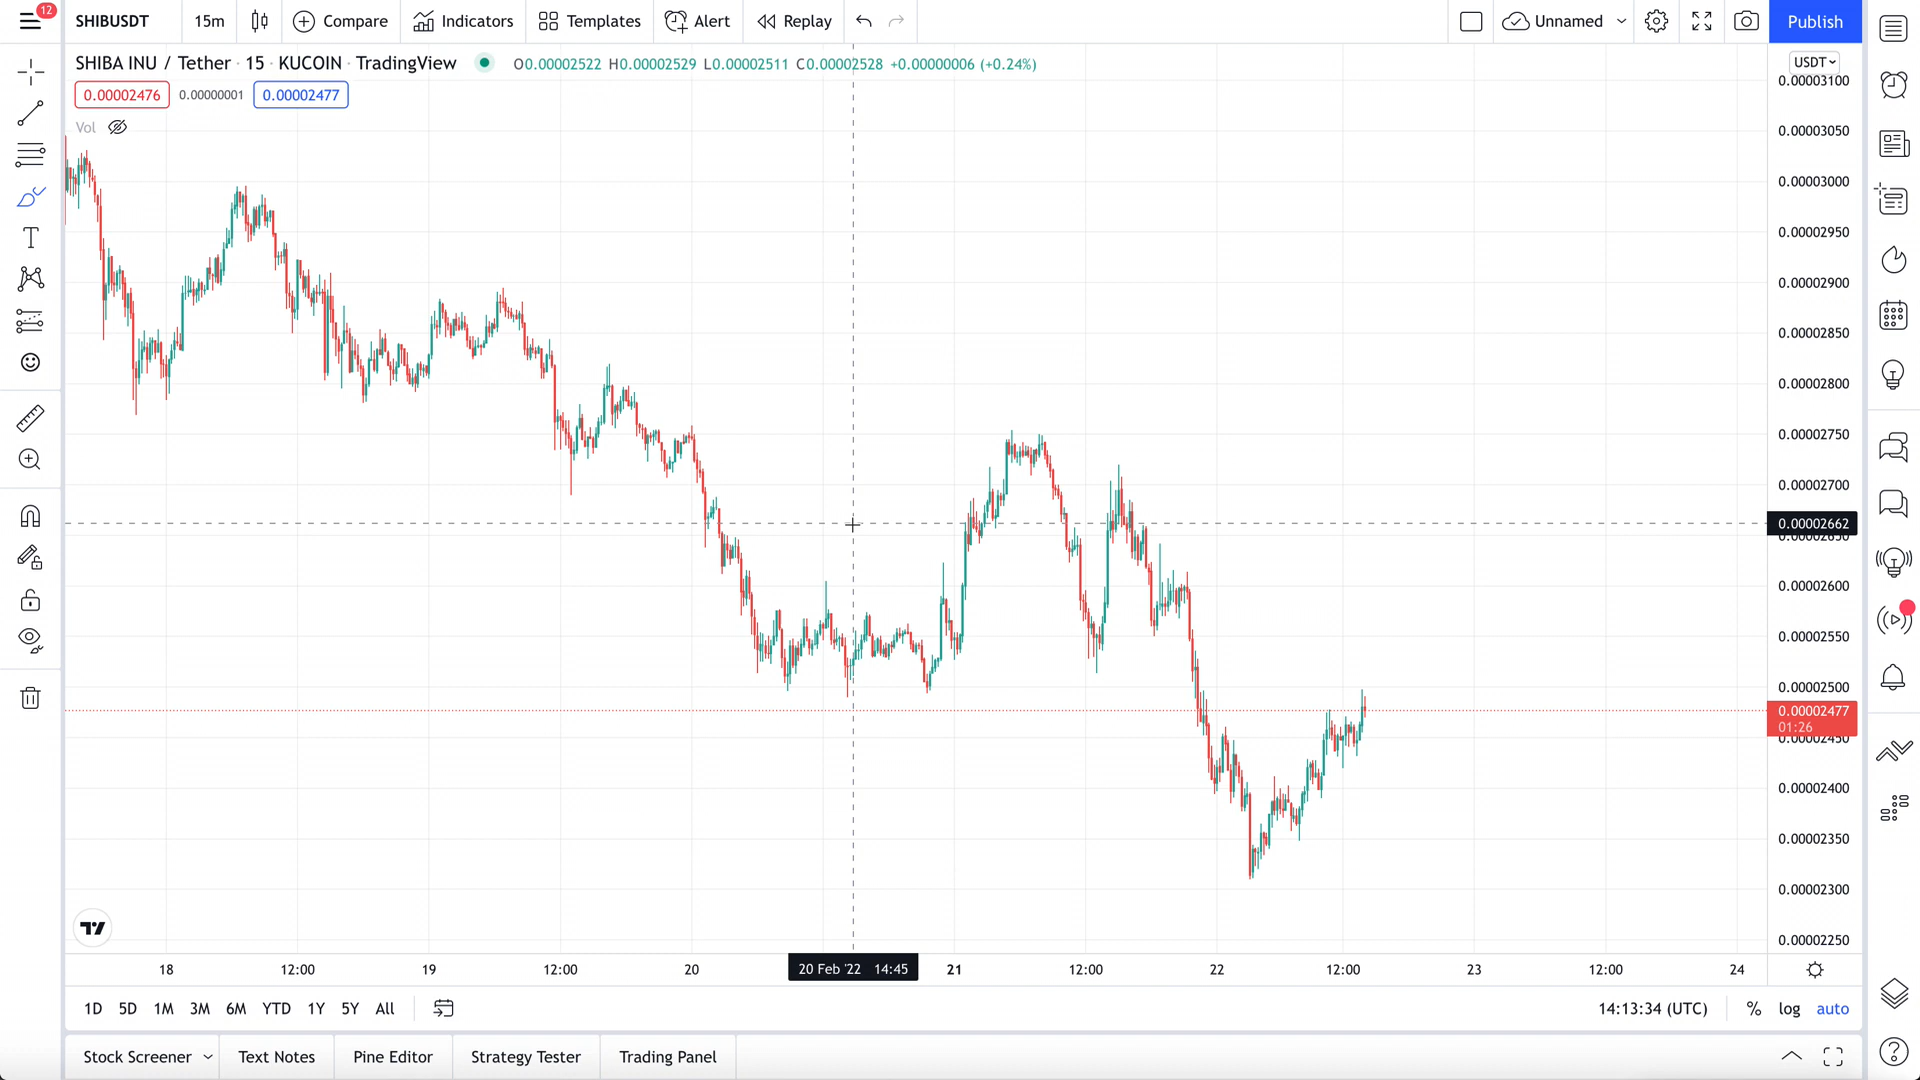 12
SHIBUSDT 15m Compare Indicators Templates Alert Replay Unnamed Publish
SHIBA INU / Tether · 15 · KUCOIN · TradingView O0.00002522 H0.00002529 L0.00002511 C0.00002528 +0.00000006 (+0.24%)
USDT
0.00002476 0.00000001 0.00002477
Vol
0.00003100
0.00003050
0.00003000
0.00002950
0.00002900
0.00002850
0.00002800
0.00002750
0.00002700
0.00002662
0.00002650
0.00002600
0.00002550
0.00002500
0.00002477
01:26
0.00002450
0.00002400
0.00002350
0.00002300
0.00002250
18 12:00 19 12:00 20 20 Feb '22 14:45 21 12:00 22 12:00 23 12:00 24
1D 5D 1M 3M 6M YTD 1Y 5Y All 14:13:34 (UTC) % log auto
Stock Screener Text Notes Pine Editor Strategy Tester Trading Panel